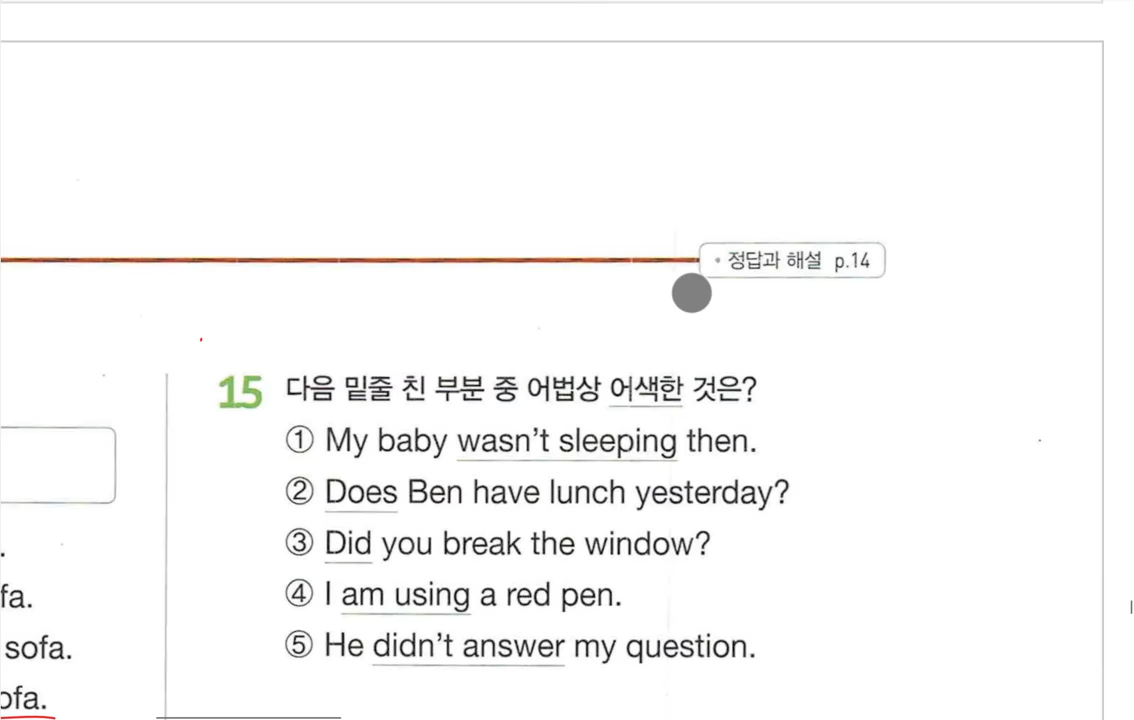 • 정답과 해설 p.14
15 다음 밑줄 친 부분 중 어법상 어색한 것은?
① My baby wasn't sleeping then.
② Does Ben have lunch yesterday?
③ Did you break the window?
④ I am using a red pen.
⑤ He didn't answer my question.
.
fa.
sofa.
ofa.